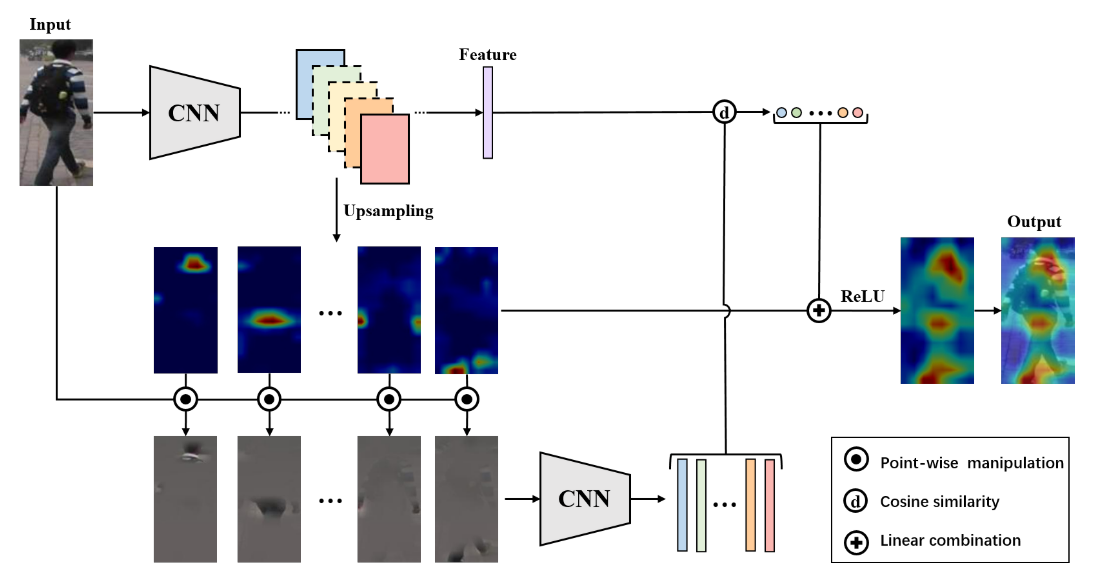 Input
Feature
CNN
d
Upsampling
Output
ReLU
CNN
Point-wise manipulation
d Cosine similarity
Linear combination